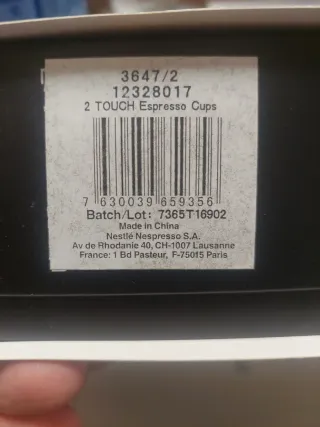 3647/2
12328017
2 TOUCH Espresso Cups
7 630039 659356
Batch/Lot: 7365T16902
Made in China
Nestlé Nespresso S.A.
Av de Rhodanie 40, CH-1007 Lausanne
France: 1 Bd Pasteur, F-75015 Paris